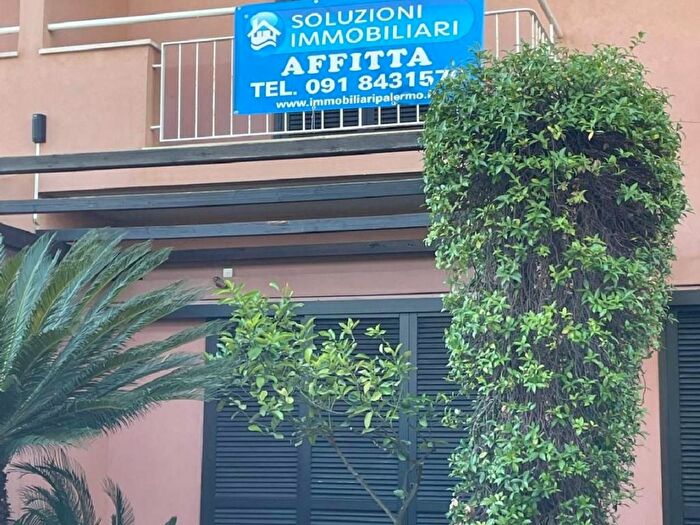 SOLUZIONI
IMMOBILIARI
AFFITTA
TEL. 091 843157
www.immobiliaripalermo.i